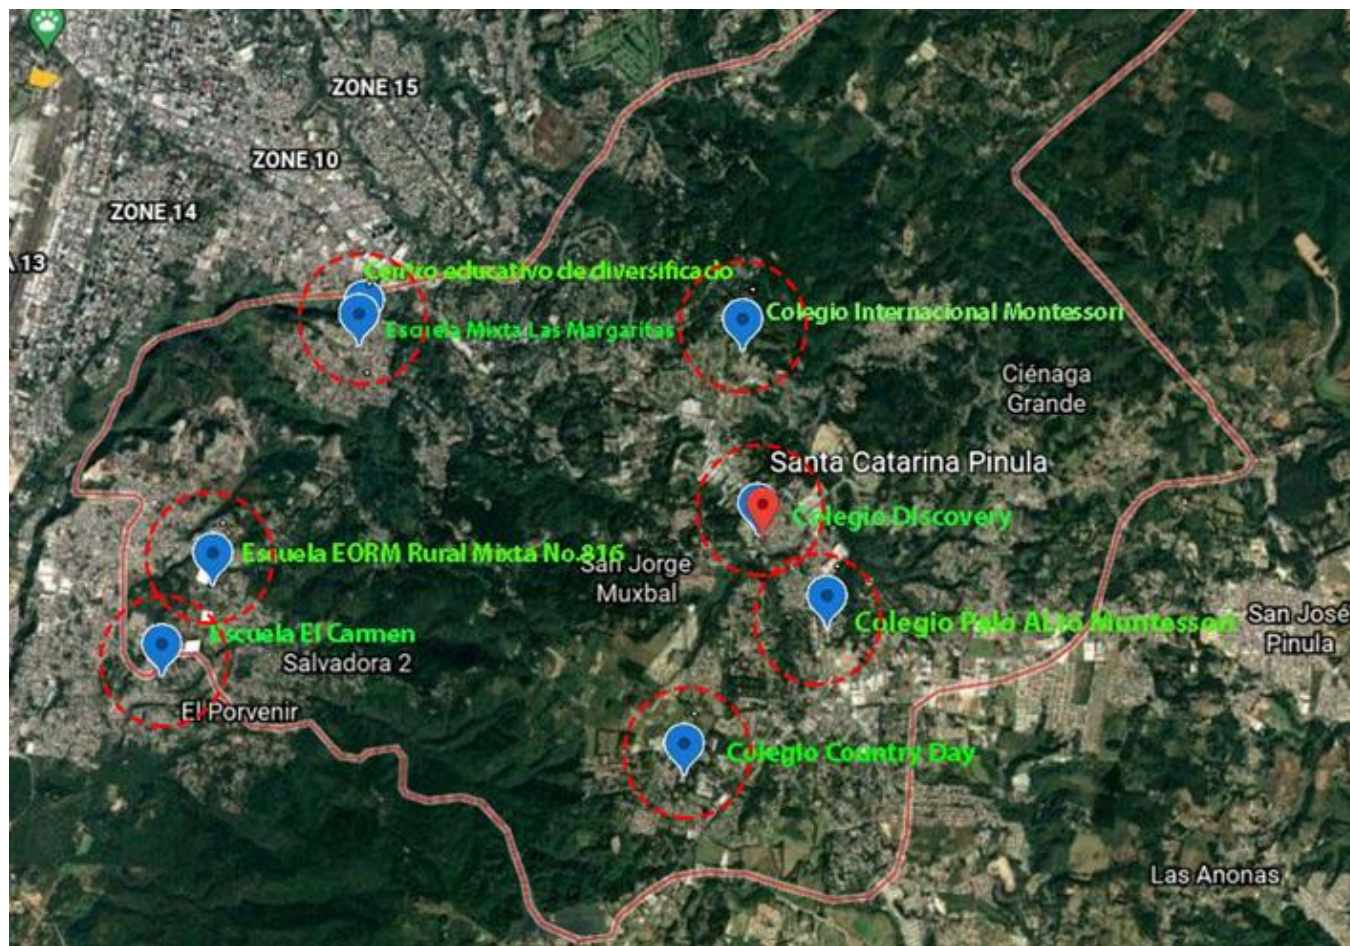 ZONE 15
ZONE 10
ZONE 14
13
Centro educativo de diversificado
Colegio Internacional Montessori
Escuela Mixta Las Margaritas
Ciénaga
Grande
Santa Catarina Pinula
Colegio DIscovery
Escuela EORM Rural Mixta No.816
San Jorge
Muxbal
San José
Pinula
Colegio Palo ALto Montessori
Escuela El Carmen
Salvadora 2
El Porvenir
Colegio Country Day
Las Anonas